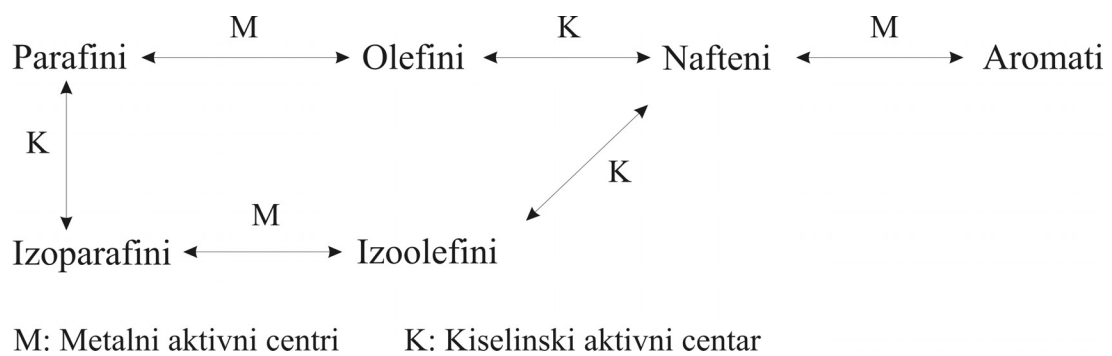 M K M
Parafini Olefini Nafteni Aromati
K
K
M
Izoparafini Izoolefini
M: Metalni aktivni centri K: Kiselinski aktivni centar